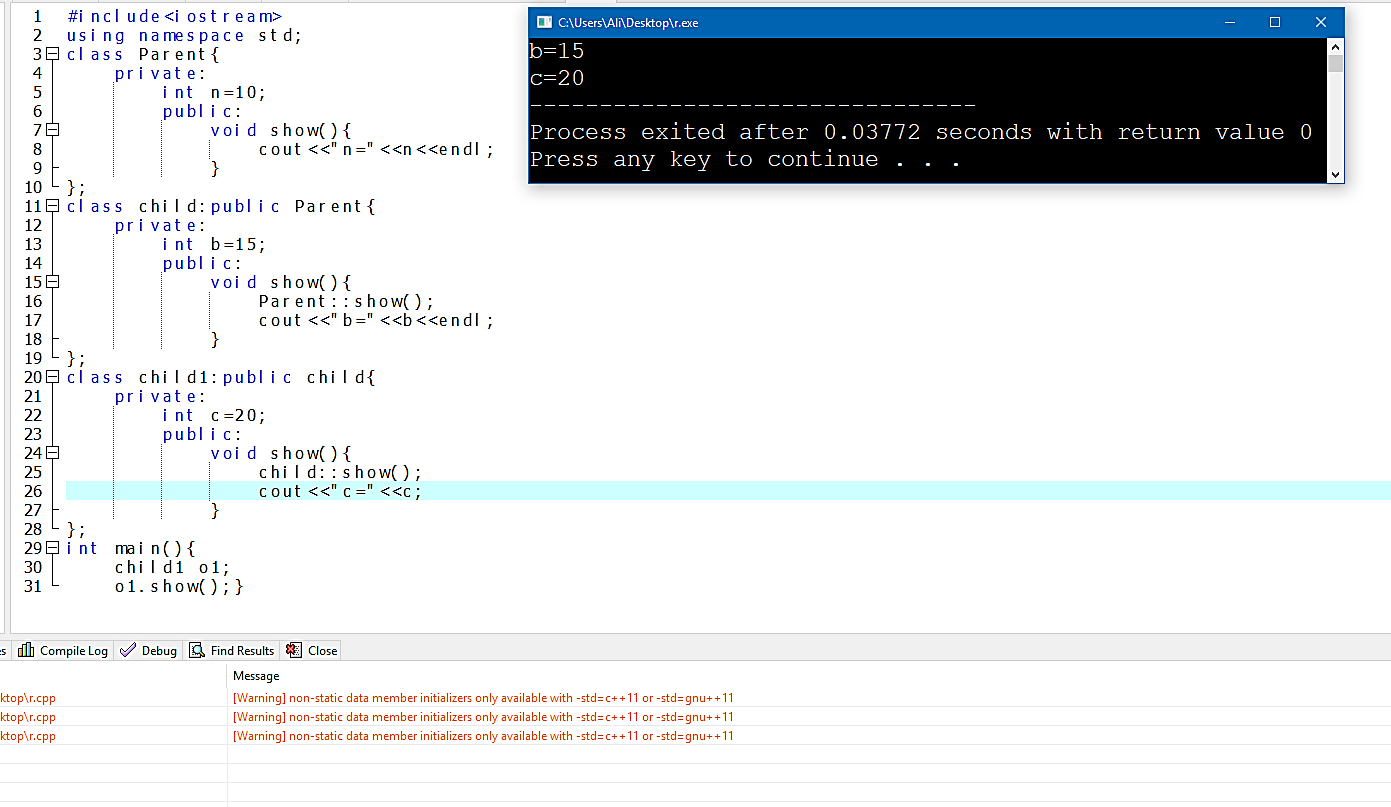 1 #include<iostream>
2 using namespace std;
3 class Parent{
4 private:
5 int n=10;
6 public:
7 void show(){
8 cout<<"n="<<n<<endl;
9 }
10 };
11 class child:public Parent{
12 private:
13 int b=15;
14 public:
15 void show(){
16 Parent::show();
17 cout<<"b="<<b<<endl;
18 }
19 };
20 class child1:public child{
21 private:
22 int c=20;
23 public:
24 void show(){
25 child::show();
26 cout<<"c="<<c;
27 }
28 };
29 int main(){
30 child1 o1;
31 o1.show();}
C:\Users\Ali\Desktop\r.exe
b=15
c=20
--------------------------------
Process exited after 0.03772 seconds with return value 0
Press any key to continue . . .
es Compile Log Debug Find Results Close
Message
ktop\r.cpp [Warning] non-static data member initializers only available with -std=c++11 or -std=gnu++11
ktop\r.cpp [Warning] non-static data member initializers only available with -std=c++11 or -std=gnu++11
ktop\r.cpp [Warning] non-static data member initializers only available with -std=c++11 or -std=gnu++11